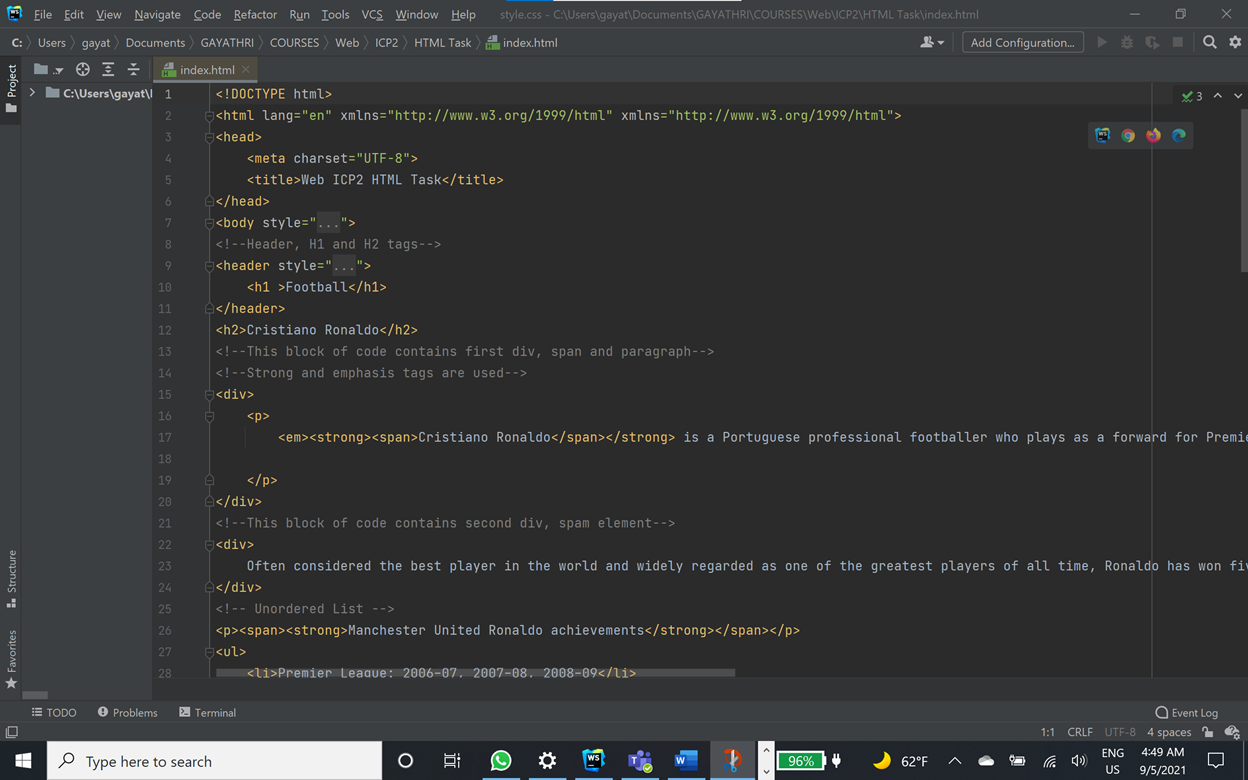 File Edit View Navigate Code Refactor Run Tools VCS Window Help style.css - C:\Users\gayat\Documents\GAYATHRI\COURSES\Web\ICP2\HTML Task\index.html
C: Users gayat Documents GAYATHRI COURSES Web ICP2 HTML Task index.html Add Configuration...
Project
index.html
C:\Users\gayat\
3
1 <!DOCTYPE html>
2 <html lang="en" xmlns="http://www.w3.org/1999/html" xmlns="http://www.w3.org/1999/html">
3 <head>
4 <meta charset="UTF-8">
5 <title>Web ICP2 HTML Task</title>
6 </head>
7 <body style="...">
8 <!--Header, H1 and H2 tags-->
9 <header style="...">
10 <h1 >Football</h1>
11 </header>
12 <h2>Cristiano Ronaldo</h2>
13 <!--This block of code contains first div, span and paragraph-->
14 <!--Strong and emphasis tags are used-->
15 <div>
16 <p>
17 <em><strong><span>Cristiano Ronaldo</span></strong> is a Portuguese professional footballer who plays as a forward for Premie
18
19 </p>
20 </div>
21 <!--This block of code contains second div, spam element-->
22 <div>
23 Often considered the best player in the world and widely regarded as one of the greatest players of all time, Ronaldo has won fiv
24 </div>
25 <!-- Unordered List -->
26 <p><span><strong>Manchester United Ronaldo achievements</strong></span></p>
27 <ul>
28 <li>Premier League: 2006-07, 2007-08, 2008-09</li>
Structure
Favorites
TODO Problems Terminal Event Log
1:1 CRLF UTF-8 4 spaces
Type here to search
WS
96%
62°F
ENG
US
4:49 AM
9/5/2021